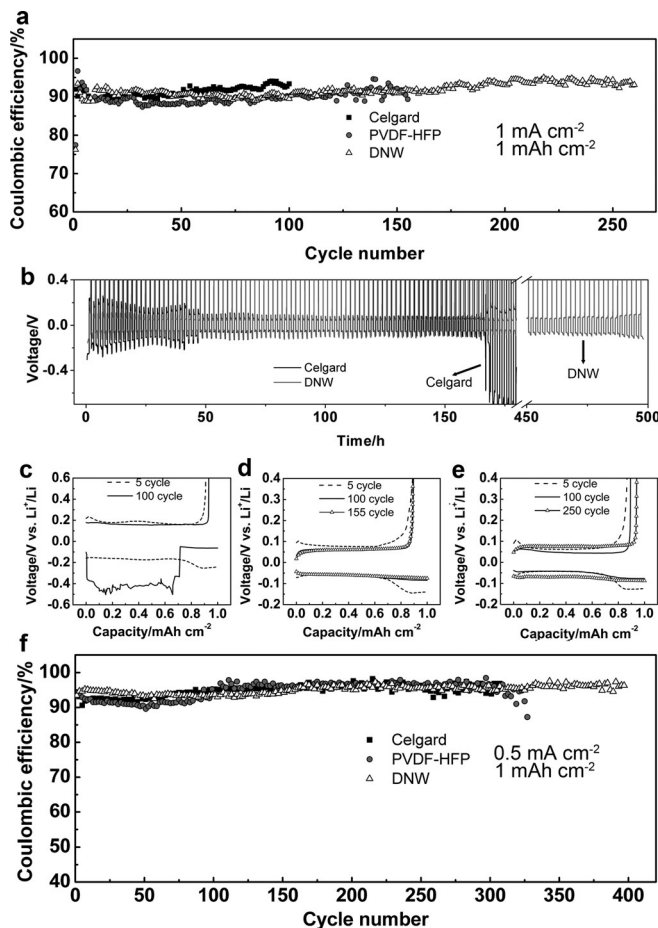 a
Coulombic efficiency/%
100
90
80
70
60
0 50 100 150 200 250
Celgard
PVDF-HFP
DNW
1 mA cm-2
1 mAh cm-2
Cycle number
b
Voltage/V
0.4
0.0
-0.4
Celgard
DNW
Celgard
DNW
0 50 100 150 450 500
Time/h
c
Voltage/V vs. Li+/Li
0.6
0.4
0.2
0.0
-0.2
-0.4
-0.6
5 cycle
100 cycle
0.0 0.2 0.4 0.6 0.8 1.0
Capacity/mAh cm-2
d
Voltage/V vs. Li+/Li
0.4
0.3
0.2
0.1
0.0
0.1
-0.2
5 cycle
100 cycle
155 cycle
0.0 0.2 0.4 0.6 0.8 1.0
Capacity/mAh cm-2
e
Voltage/V vs. Li+/Li
0.4
0.3
0.2
0.1
0.0
0.1
-0.2
5 cycle
100 cycle
250 cycle
0.0 0.2 0.4 0.6 0.8 1.0
Capacity/mAh cm-2
f
Coulombic efficiency/%
100
90
80
70
60
50
40
Celgard
PVDF-HFP
DNW
0.5 mA cm-2
1 mAh cm-2
0 50 100 150 200 250 300 350 400
Cycle number